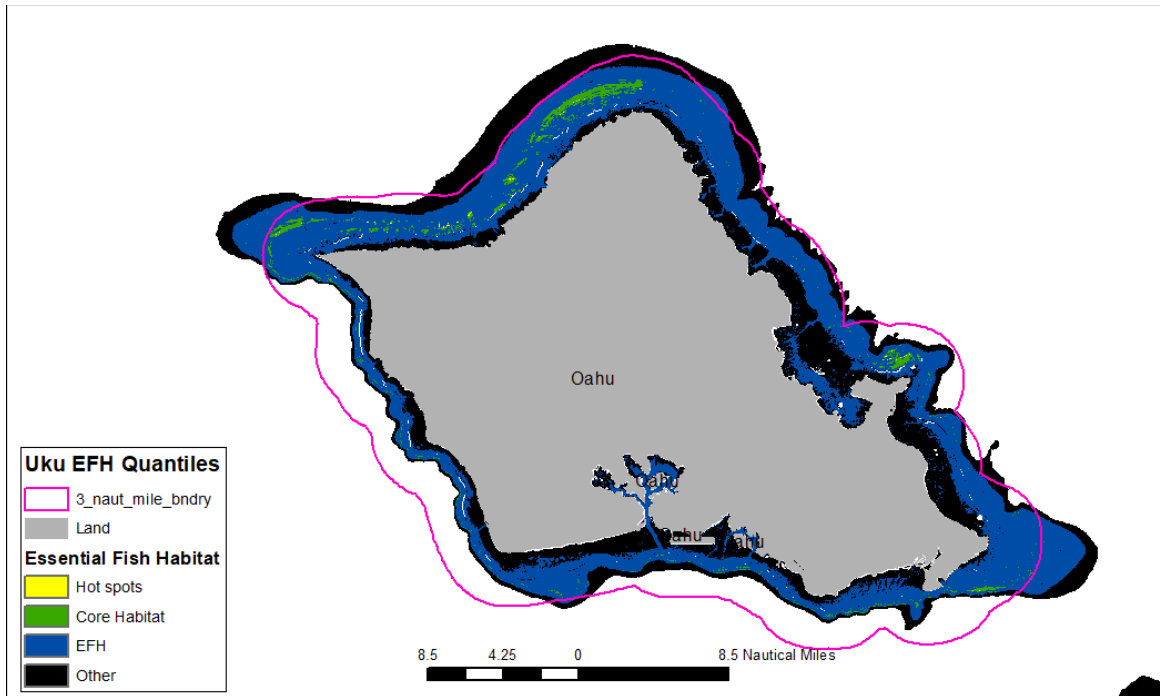 Oahu
Oahu
Oahu
Oahu
Uku EFH Quantiles
3_naut_mile_bndry
Land
Essential Fish Habitat
Hot spots
Core Habitat
EFH
Other
8.5 4.25 0 8.5 Nautical Miles